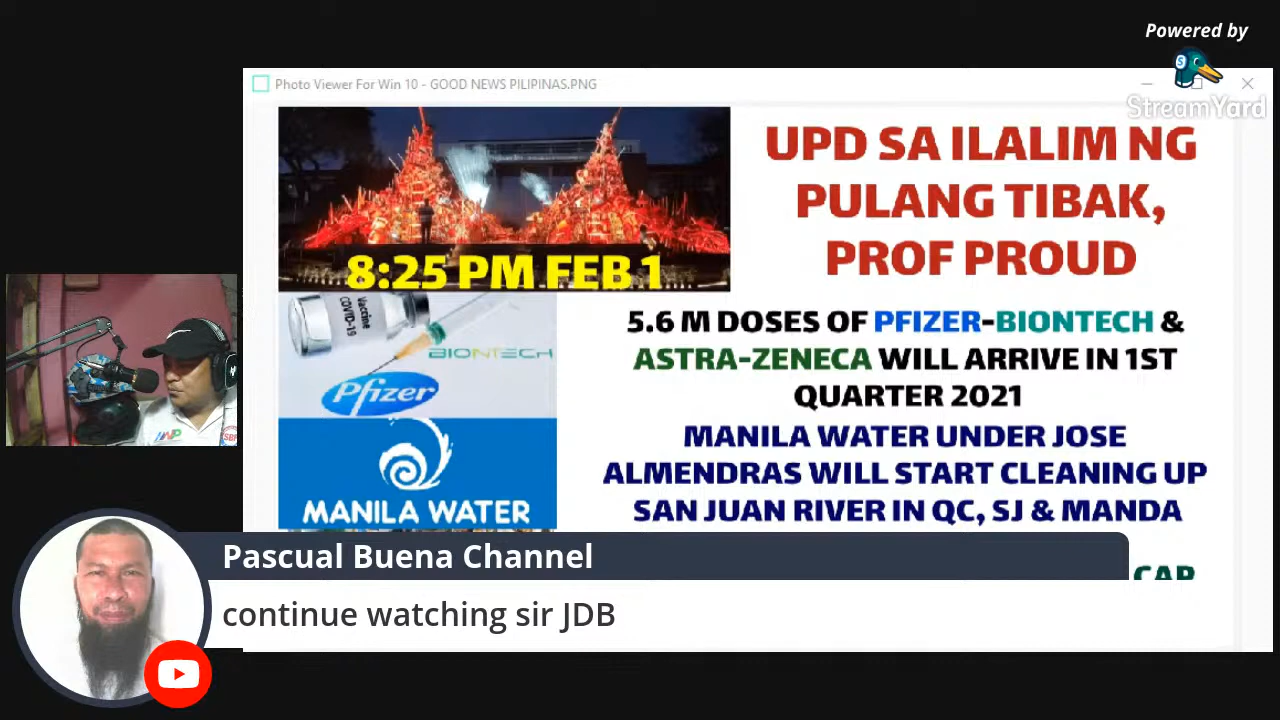 Powered by
StreamYard
Photo Viewer For Win 10 - GOOD NEWS PILIPINAS.PNG
UPD SA ILALIM NG
PULANG TIBAK,
PROF PROUD
8:25 PM FEB 1
Vaccine
COVID-19
BIONTECH
Pfizer
5.6 M DOSES OF PFIZER-BIONTECH &
ASTRA-ZENECA WILL ARRIVE IN 1ST
QUARTER 2021
MANILA WATER
MANILA WATER UNDER JOSE
ALMENDRAS WILL START CLEANING UP
SAN JUAN RIVER IN QC, SJ & MANDA
CAP
Pascual Buena Channel
continue watching sir JDB